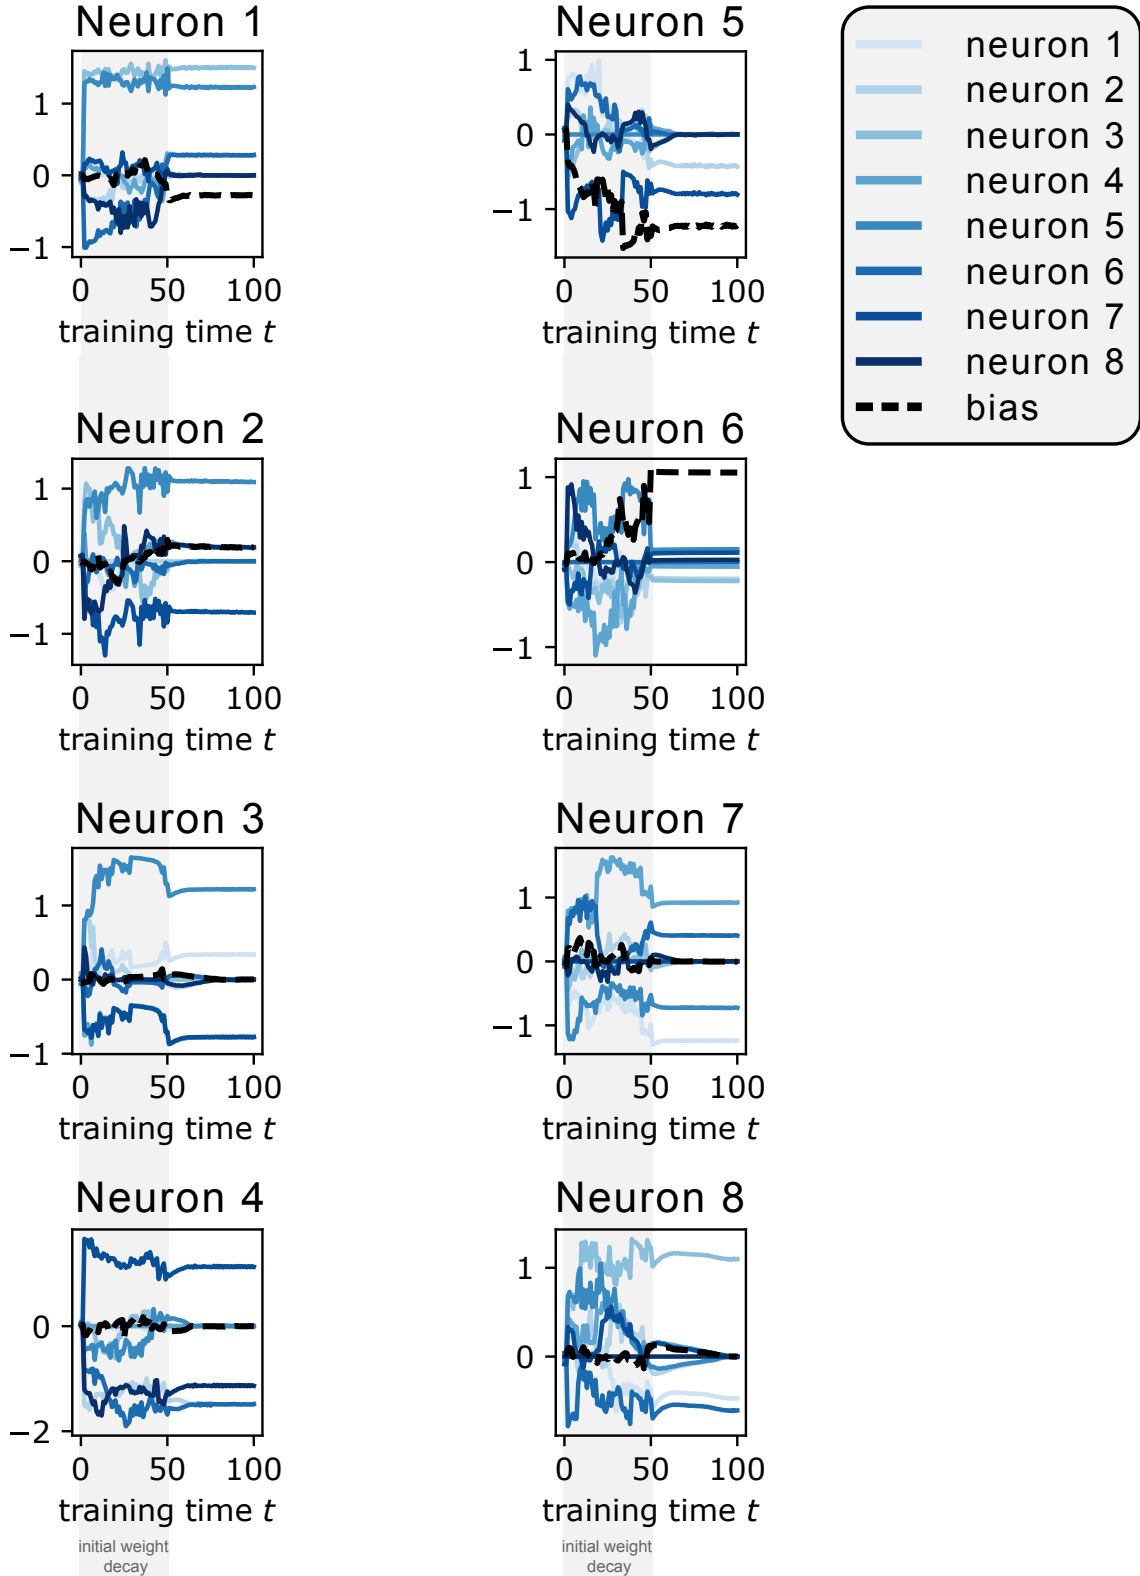 Neuron 1
1
0
−1
0 50 100
training time t
Neuron 5
1
0
−1
0 50 100
training time t
neuron 1
neuron 2
neuron 3
neuron 4
neuron 5
neuron 6
neuron 7
neuron 8
bias
Neuron 2
1
0
−1
0 50 100
training time t
Neuron 6
1
0
−1
0 50 100
training time t
Neuron 3
1
0
−1
0 50 100
training time t
Neuron 7
1
0
−1
0 50 100
training time t
Neuron 4
0
−2
0 50 100
training time t
initial weight
decay
Neuron 8
1
0
0 50 100
training time t
initial weight
decay